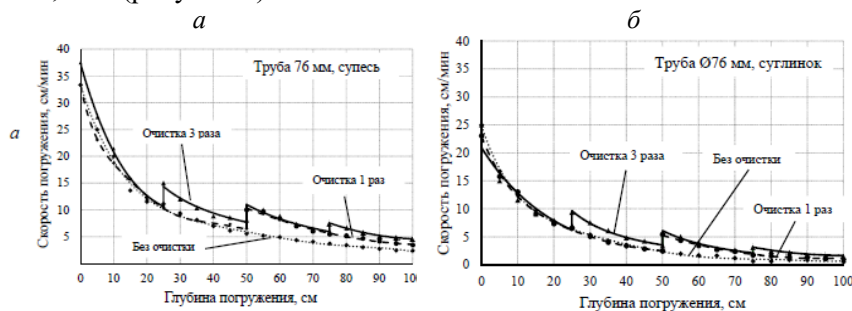 а
б
40
35
30
25
20
15
10
5
Скорость погружения, см/мин
а
Труба 76 мм, супесь
Очистка 3 раза
Очистка 1 раз
Без очистки
0 10 20 30 40 50 60 70 80 90 100
Глубина погружения, см
40
35
30
25
20
15
10
5
0
Скорость погружения, см/мин
Труба Ø76 мм, суглинок
Очистка 3 раза
Без очистки
Очистка 1 раз
0 10 20 30 40 50 60 70 80 90 100
Глубина погружения, см